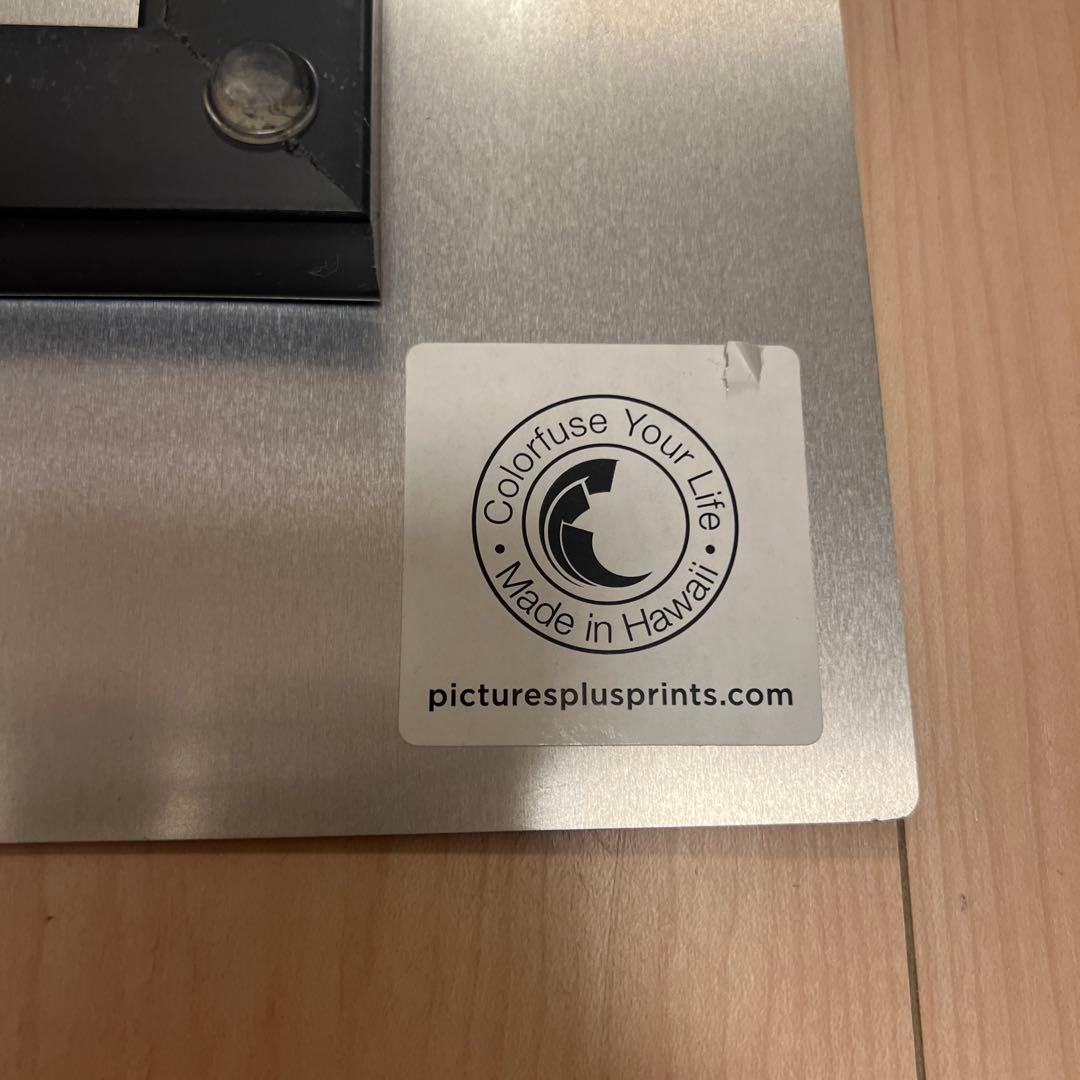 Colorfuse Your Life
• Made in Hawaii •
picturesplusprints.com